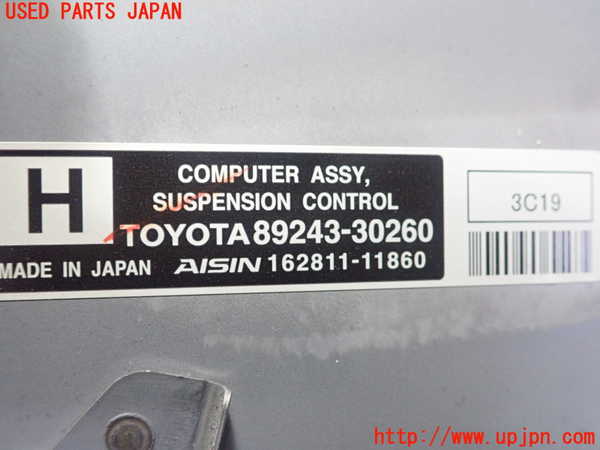 USED PARTS JAPAN
H
COMPUTER ASSY,
SUSPENSION CONTROL
TOYOTA 89243-30260
MADE IN JAPAN AISIN 162811-11860
3C19
http://www.upjpn.com/